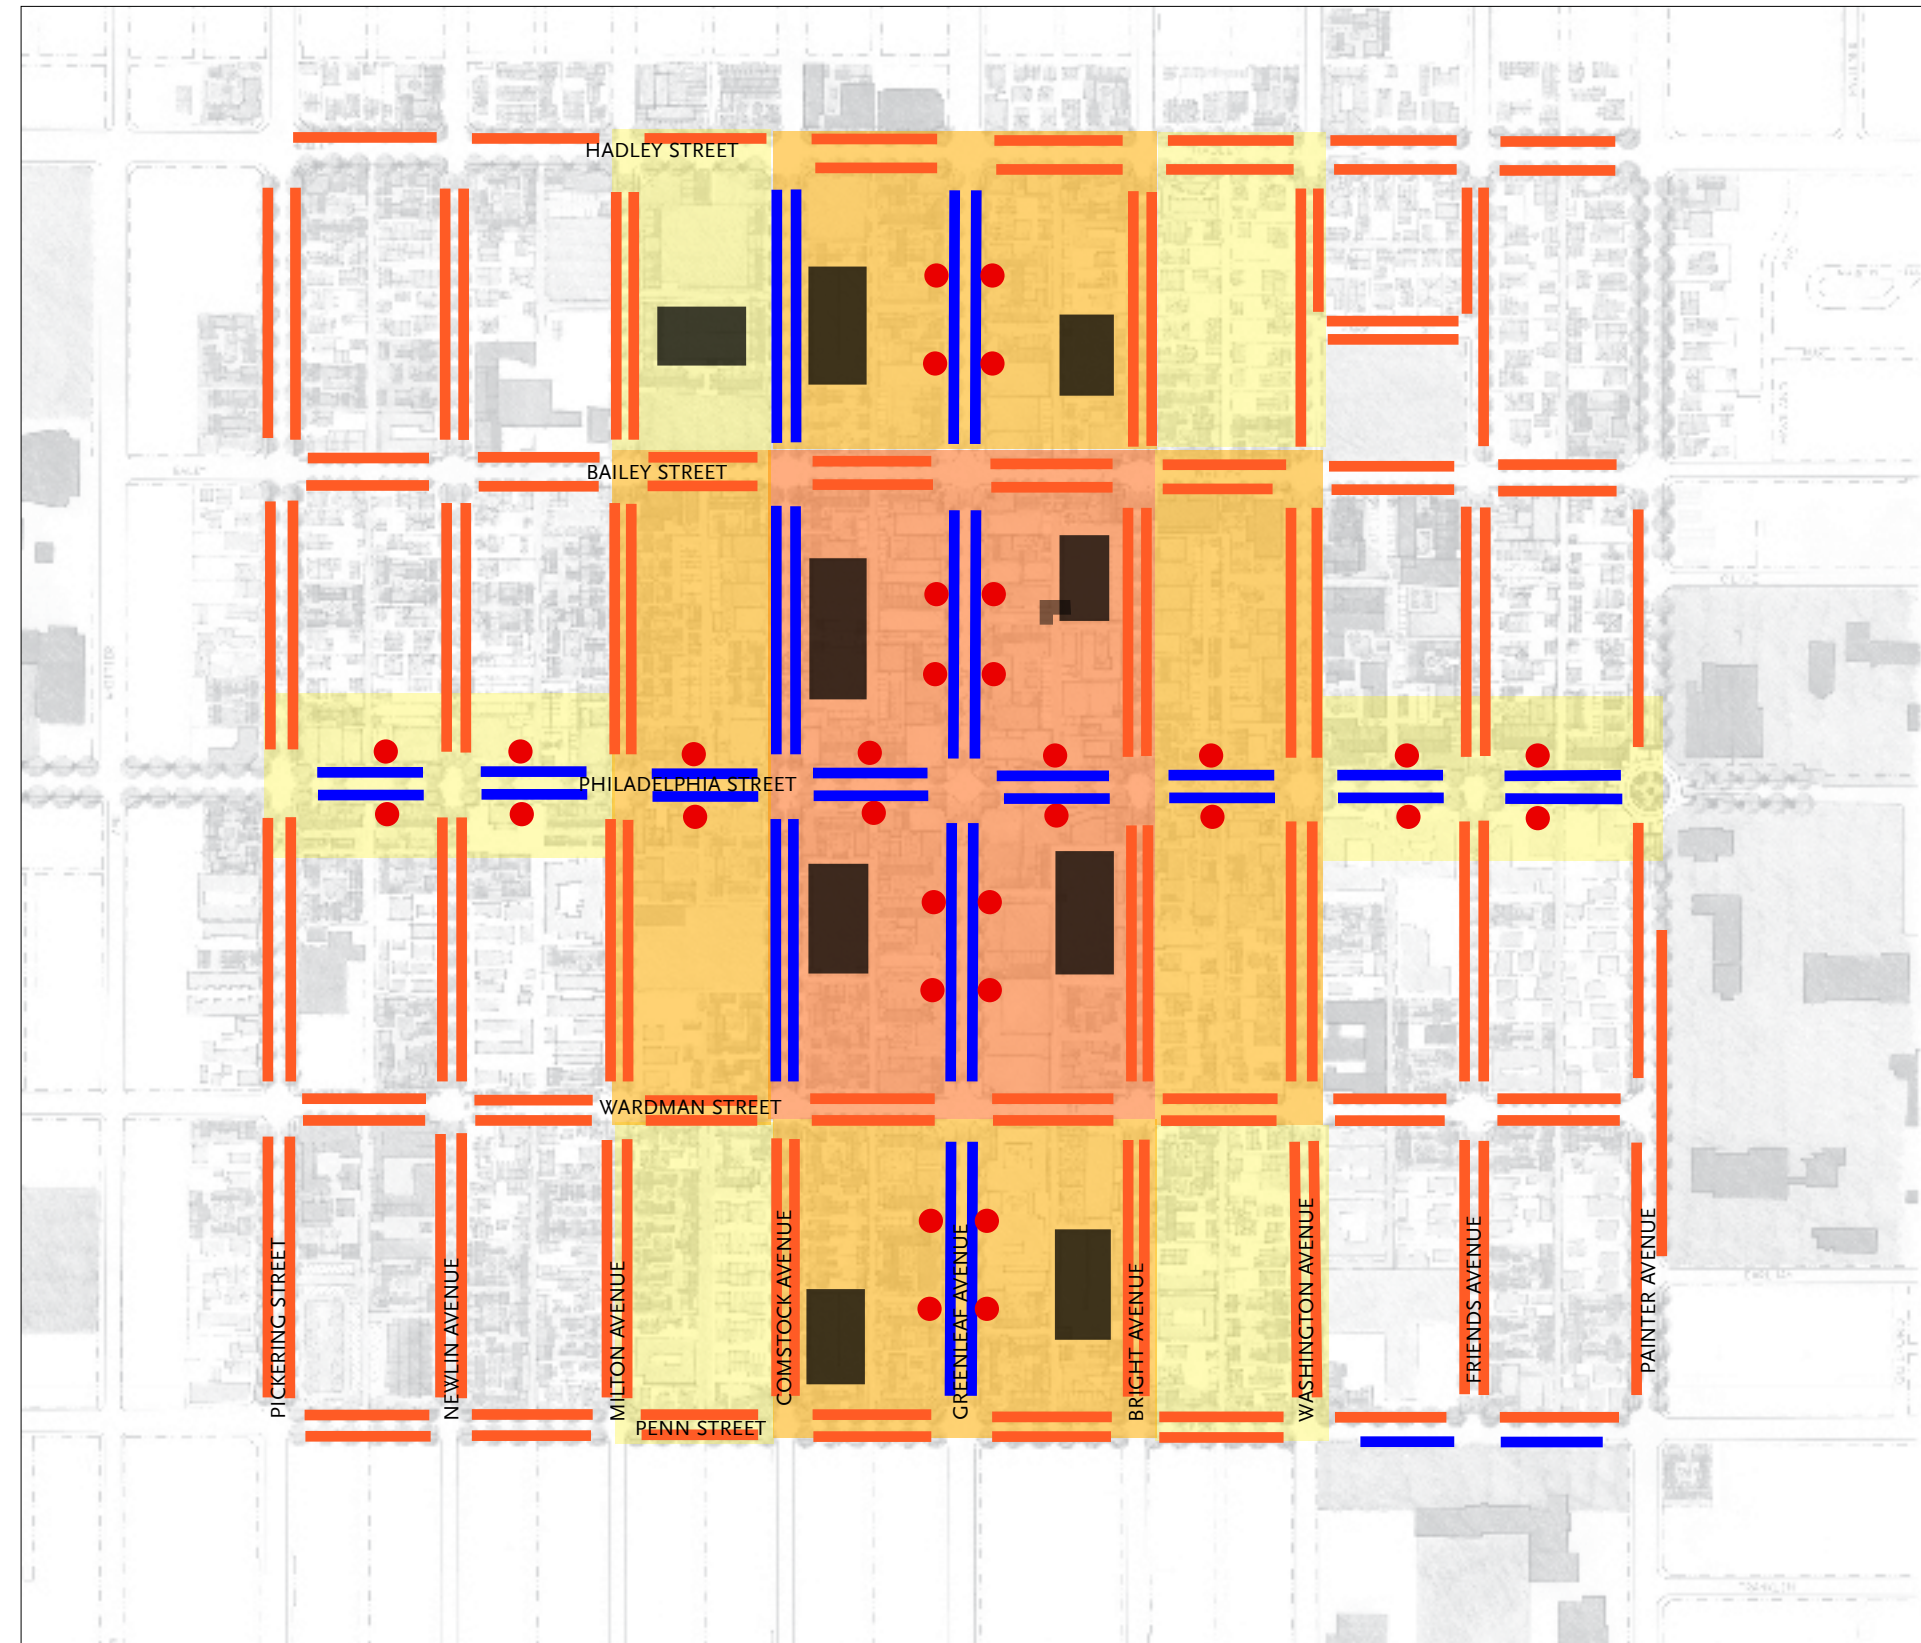 HADLEY STREET
BAILEY STREET
PHILADELPHIA STREET
WARDMAN STREET
PICKERING STREET
NEWLIN AVENUE
MILTON AVENUE
COMSTOCK AVENUE
GREENLEAF AVENUE
BRIGHT AVENUE
WASHINGTON AVENUE
FRIENDS AVENUE
PAINTER AVENUE
PENN STREET